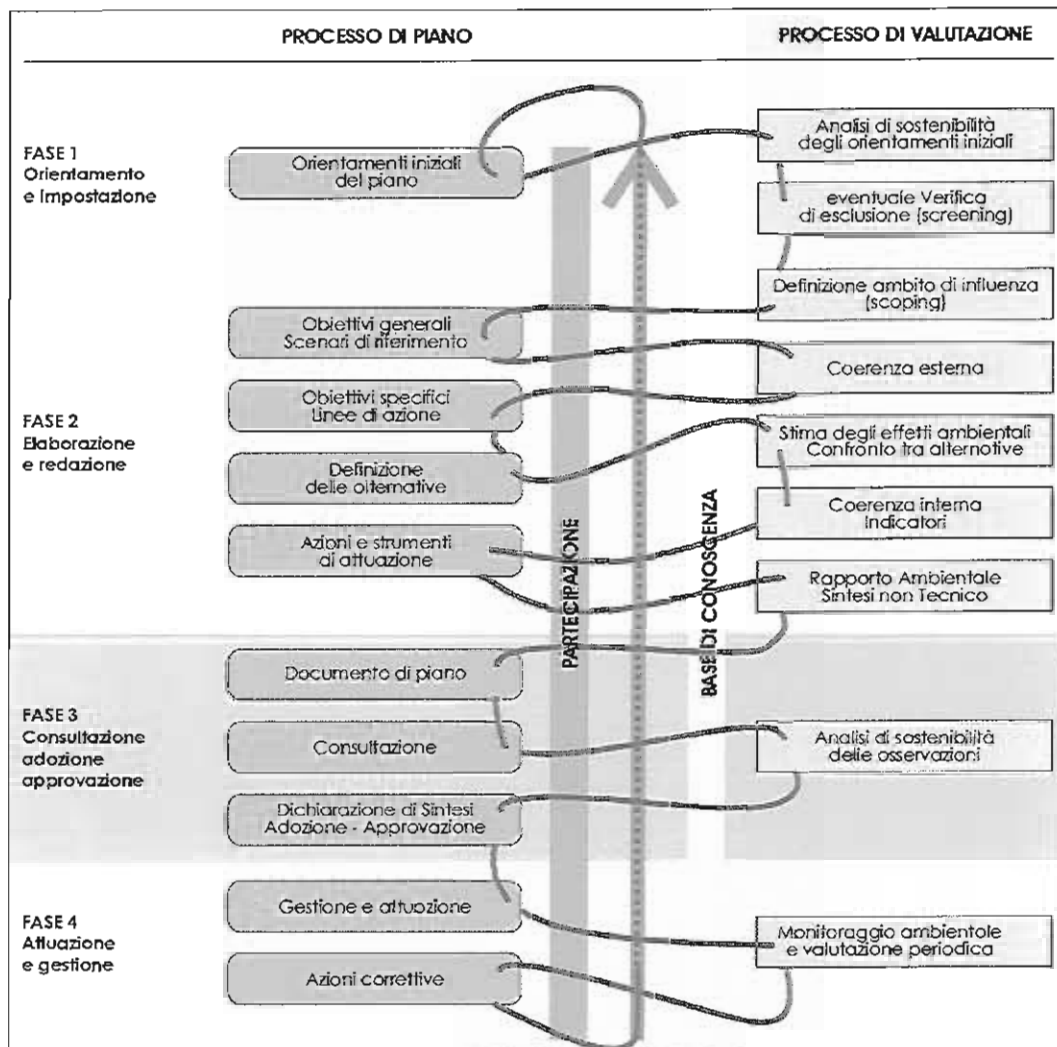 PROCESSO DI PIANO
PROCESSO DI VALUTAZIONE
FASE 1
Orientamento
e impostazione
Orientamenti iniziali
del piano
Analisi di sostenibilità
degli orientamenti iniziali
eventuale Verifica
di esclusione (screening)
Definizione ambito di influenza
(scoping)
FASE 2
Elaborazione
e redazione
Obiettivi generali
Scenari di riferimento
Obiettivi specifici
Linee di azione
Definizione
delle alternative
Azioni e strumenti
di attuazione
Coerenza esterna
Stima degli effetti ambientali
Confronto tra alternative
Coerenza interna
Indicatori
Rapporto Ambientale
Sintesi non Tecnico
PARTECIPAZIONE
BASE DI CONOSCENZA
FASE 3
Consultazione
adozione
approvazione
Documento di piano
Consultazione
Dichiarazione di Sintesi
Adozione - Approvazione
Analisi di sostenibilità
delle osservazioni
FASE 4
Attuazione
e gestione
Gestione e attuazione
Azioni correttive
Monitoraggio ambientale
e valutazione periodica